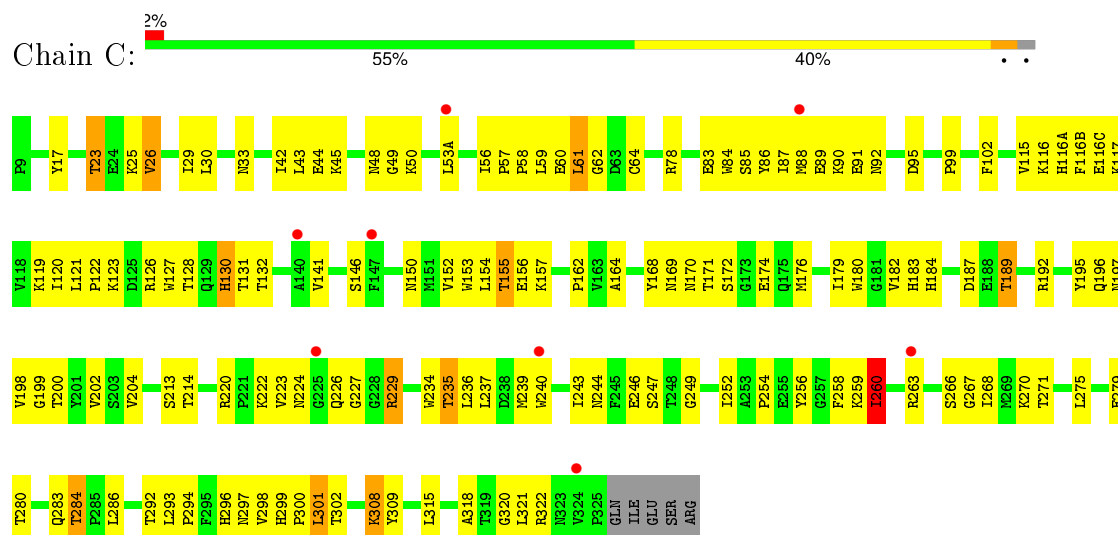 2%
Chain C:
55% 40% • •
P9 Y17 T23 E24 K25 V26 I29 L30 N33 I42 L43 E44 K45 N48 G49 K50 L53A I56 P57 P58 L59 E60 L61 G62 D63 C64 R78 E83 W84 S85 Y86 I87 M88 E89 K90 E91 N92 D95 P99 F102 V115 K116 H116A F116B E116C K117
V118 K119 I120 L121 P122 K123 D125 R126 W127 T128 Q129 H130 T131 T132 A140 V141 S146 F147 N150 M151 V152 W153 L154 T155 E156 K157 P162 V163 A164 Y168 N169 N170 T171 S172 G173 E174 Q175 M176 I179 W180 G181 V182 H183 H184 D187 E188 T189 R192 Y195 Q196 N197
V198 G199 T200 Y201 V202 S203 V204 S213 T214 R220 P221 K222 V223 N224 G225 Q226 G227 G228 R229 W234 T235 L236 L237 D238 M239 W240 I243 N244 F245 E246 S247 T248 G249 I252 A253 P254 E255 Y256 G257 F258 K259 I260 R263 S266 G267 I268 M269 K270 T271 L275
T280 Q283 T284 P285 L286 T292 L293 P294 F295 H296 N297 V298 H299 P300 L301 T302 K308 Y309 L315 A318 T319 G320 L321 R322 N323 V324 P325 GLN ILE GLU SER ARG